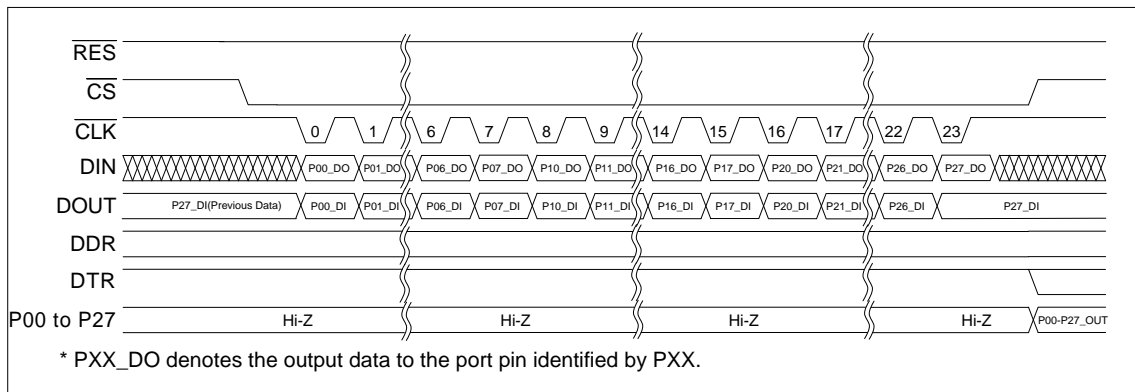 RES
CS
CLK 0 1 6 7 8 9 14 15 16 17 22 23
DIN P00_DO P01_DO P06_DO P07_DO P10_DO P11_DO P16_DO P17_DO P20_DO P21_DO P26_DO P27_DO
DOUT P27_DI(Previous Data) P00_DI P01_DI P06_DI P07_DI P10_DI P11_DI P16_DI P17_DI P20_DI P21_DI P26_DI P27_DI
DDR
DTR
P00 to P27 Hi-Z Hi-Z Hi-Z Hi-Z P00-P27_OUT
* PXX_DO denotes the output data to the port pin identified by PXX.